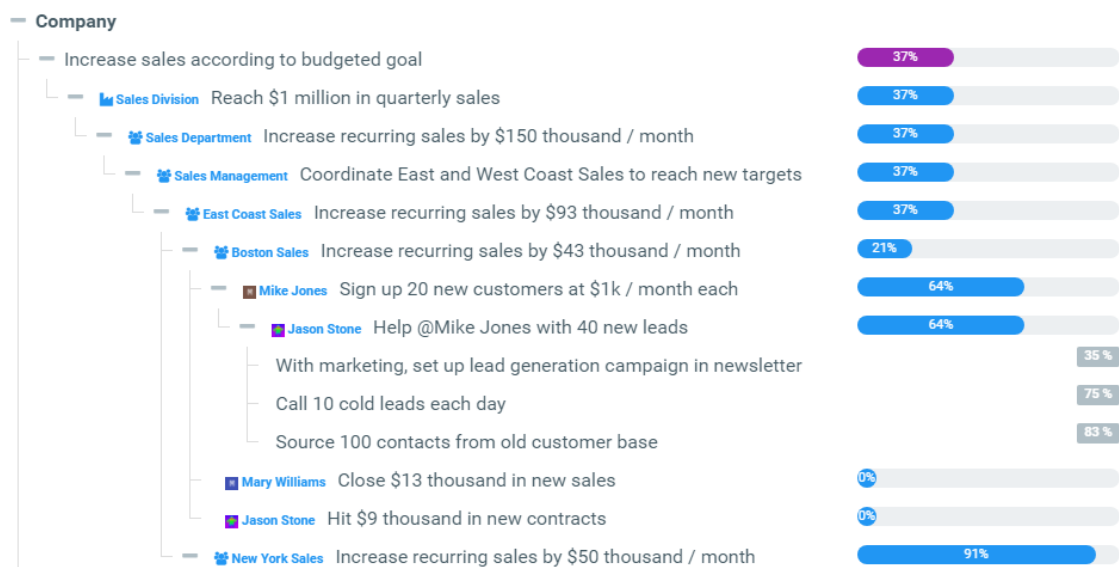 Company
Increase sales according to budgeted goal 37%
Sales Division Reach $1 million in quarterly sales 37%
Sales Department Increase recurring sales by $150 thousand / month 37%
Sales Management Coordinate East and West Coast Sales to reach new targets 37%
East Coast Sales Increase recurring sales by $93 thousand / month 37%
Boston Sales Increase recurring sales by $43 thousand / month 21%
Mike Jones Sign up 20 new customers at $1k / month each 64%
Jason Stone Help @Mike Jones with 40 new leads 64%
With marketing, set up lead generation campaign in newsletter 35 %
Call 10 cold leads each day 75 %
Source 100 contacts from old customer base 83 %
Mary Williams Close $13 thousand in new sales 0%
Jason Stone Hit $9 thousand in new contracts 0%
New York Sales Increase recurring sales by $50 thousand / month 91%